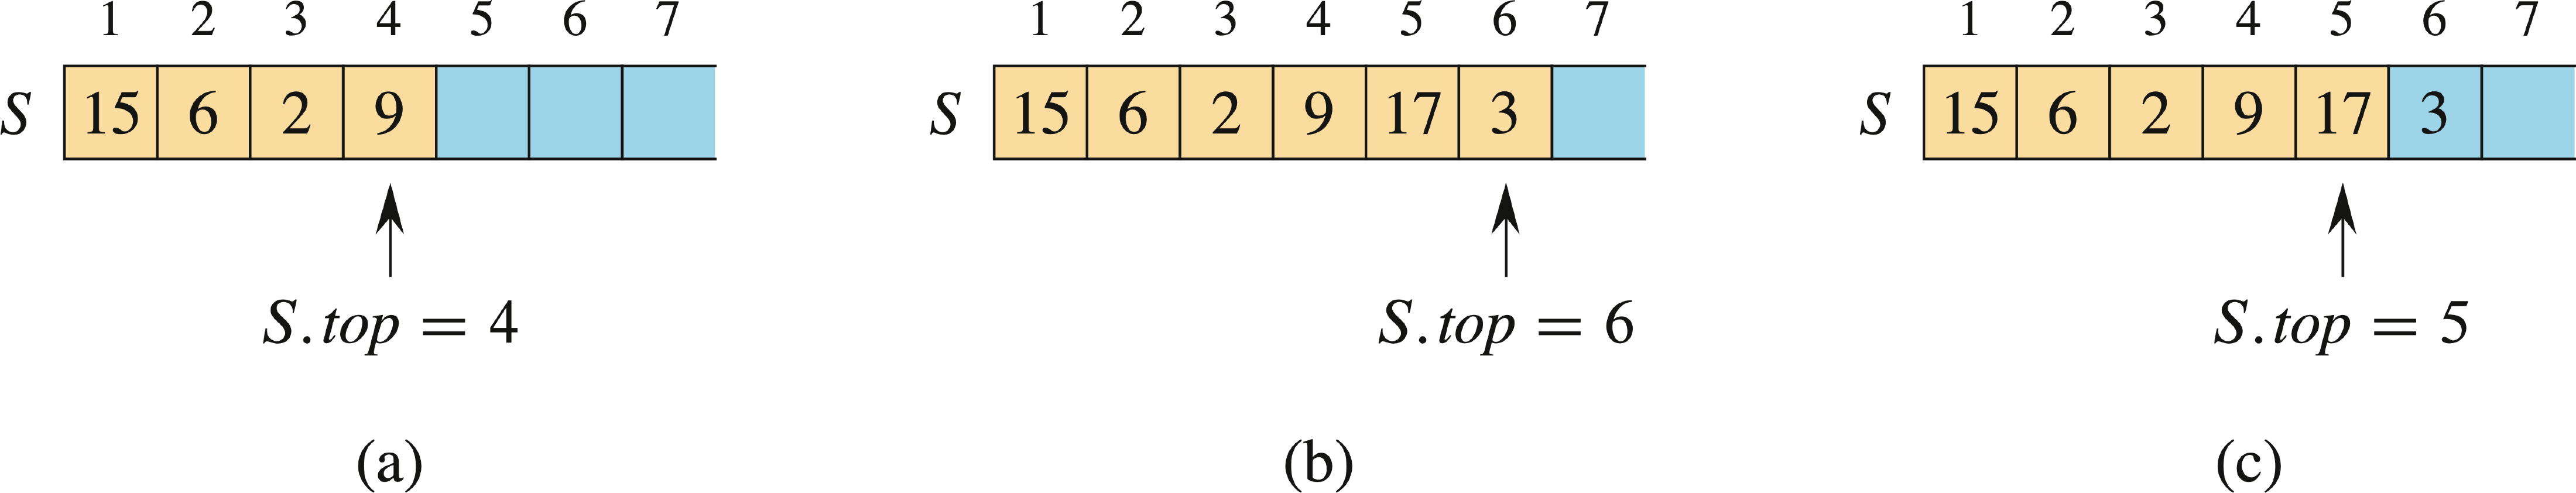 1 2 3 4 5 6 7
S 15 6 2 9
S.top = 4
(a)
1 2 3 4 5 6 7
S 15 6 2 9 17 3
S.top = 6
(b)
1 2 3 4 5 6 7
S 15 6 2 9 17 3
S.top = 5
(c)